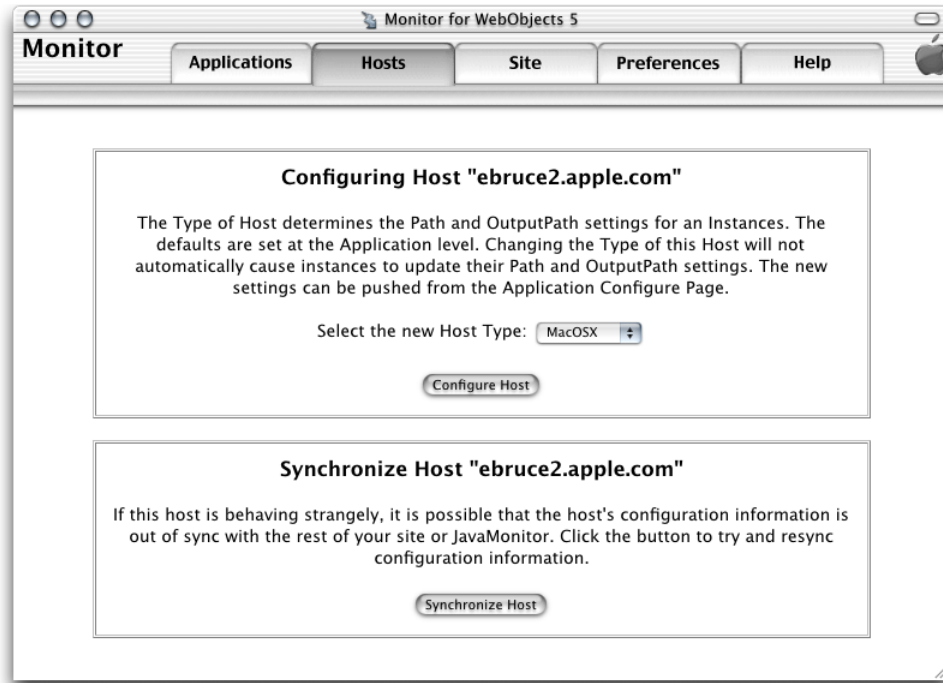 Monitor for WebObjects 5
Monitor
Applications
Hosts
Site
Preferences
Help
Configuring Host "ebruce2.apple.com"
The Type of Host determines the Path and OutputPath settings for an Instances. The
defaults are set at the Application level. Changing the Type of this Host will not
automatically cause instances to update their Path and OutputPath settings. The new
settings can be pushed from the Application Configure Page.
Select the new Host Type: MacOSX
Configure Host
Synchronize Host "ebruce2.apple.com"
If this host is behaving strangely, it is possible that the host's configuration information is
out of sync with the rest of your site or JavaMonitor. Click the button to try and resync
configuration information.
Synchronize Host